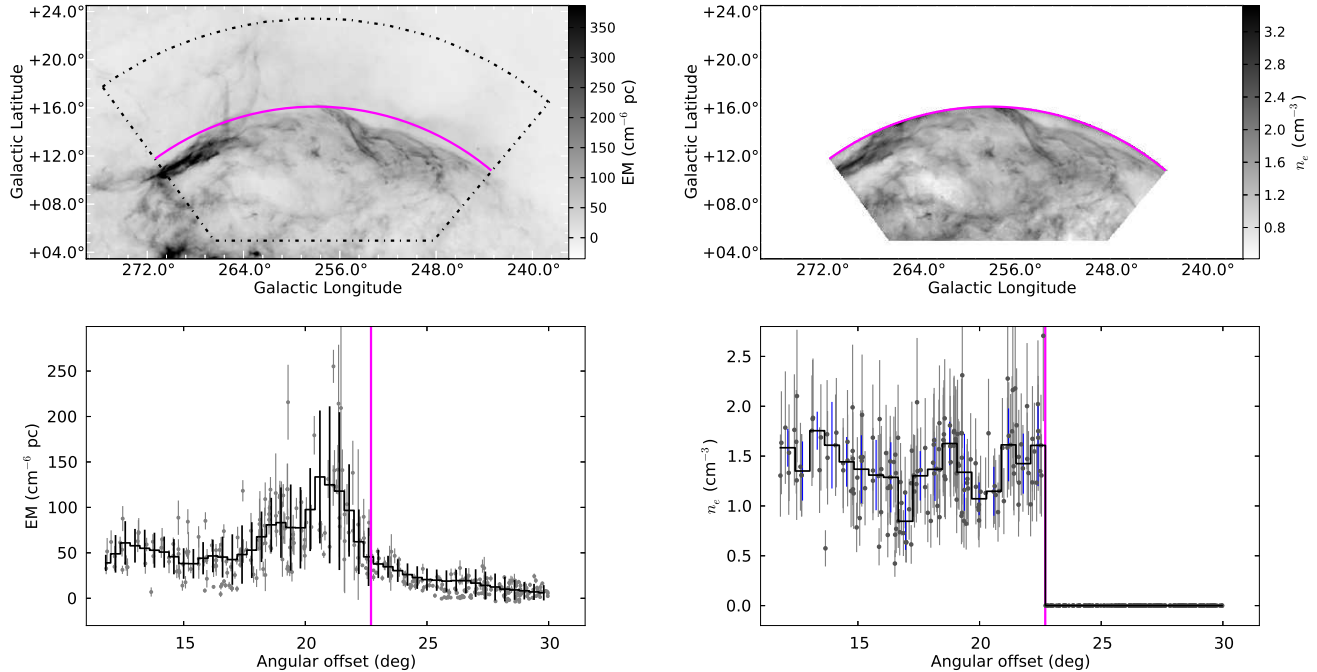 +24.0°
+20.0°
+16.0°
+12.0°
+08.0°
+04.0°
Galactic Latitude
272.0° 264.0° 256.0° 248.0° 240.0°
Galactic Longitude
350
300
250
200
150
100
50
0
EM (cm⁻⁶ pc)
+24.0°
+20.0°
+16.0°
+12.0°
+08.0°
+04.0°
Galactic Latitude
272.0° 264.0° 256.0° 248.0° 240.0°
Galactic Longitude
3.2
2.8
2.4
2.0
1.6
1.2
0.8
nₑ (cm⁻³)
250
200
150
100
50
0
EM (cm⁻⁶ pc)
15 20 25 30
Angular offset (deg)
2.5
2.0
1.5
1.0
0.5
0.0
nₑ (cm⁻³)
15 20 25 30
Angular offset (deg)